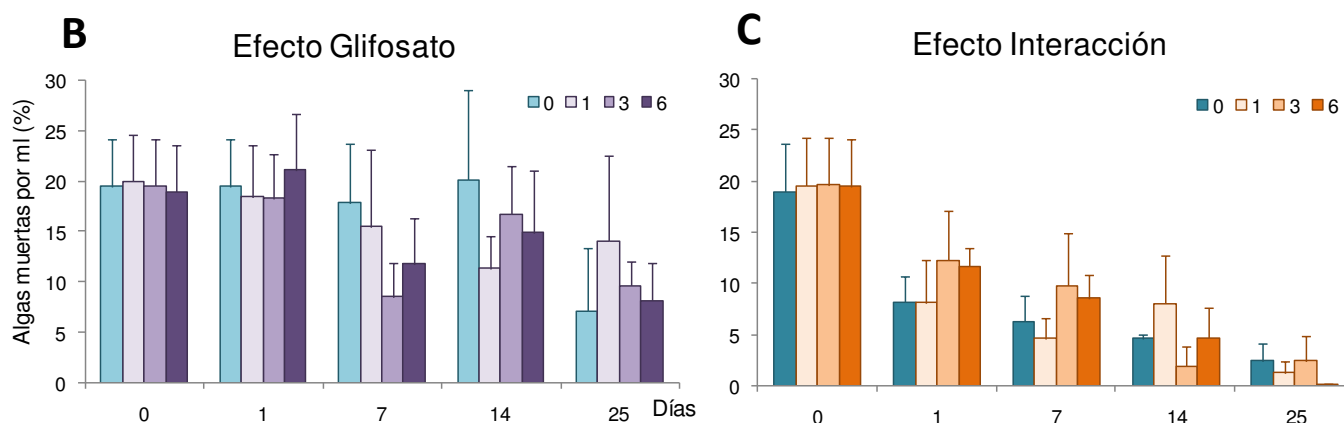 B
Efecto Glifosato
30
25
20
15
10
5
0
Algas muertas por ml (%)
0 1 3 6
0 1 7 14 25 Días
C
Efecto Interacción
30
25
20
15
10
5
0
0 1 3 6
0 1 7 14 25